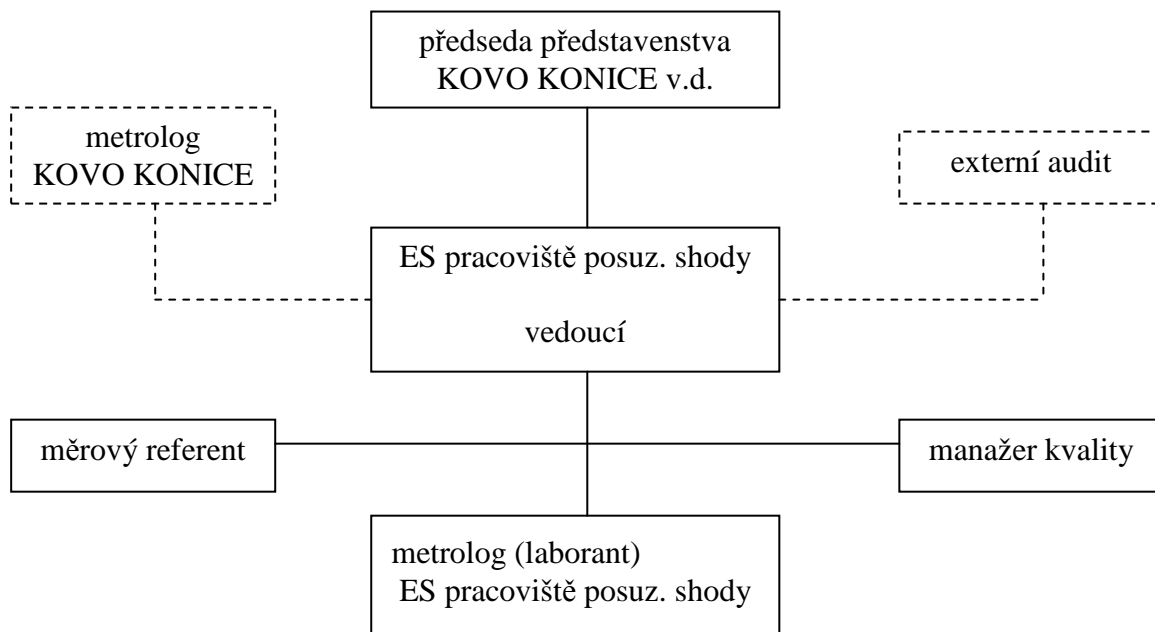 předseda představenstva
KOVO KONICE v.d.
metrolog
KOVO KONICE
externí audit
ES pracoviště posuz. shody
vedoucí
měrový referent
manažer kvality
metrolog (laborant)
ES pracoviště posuz. shody